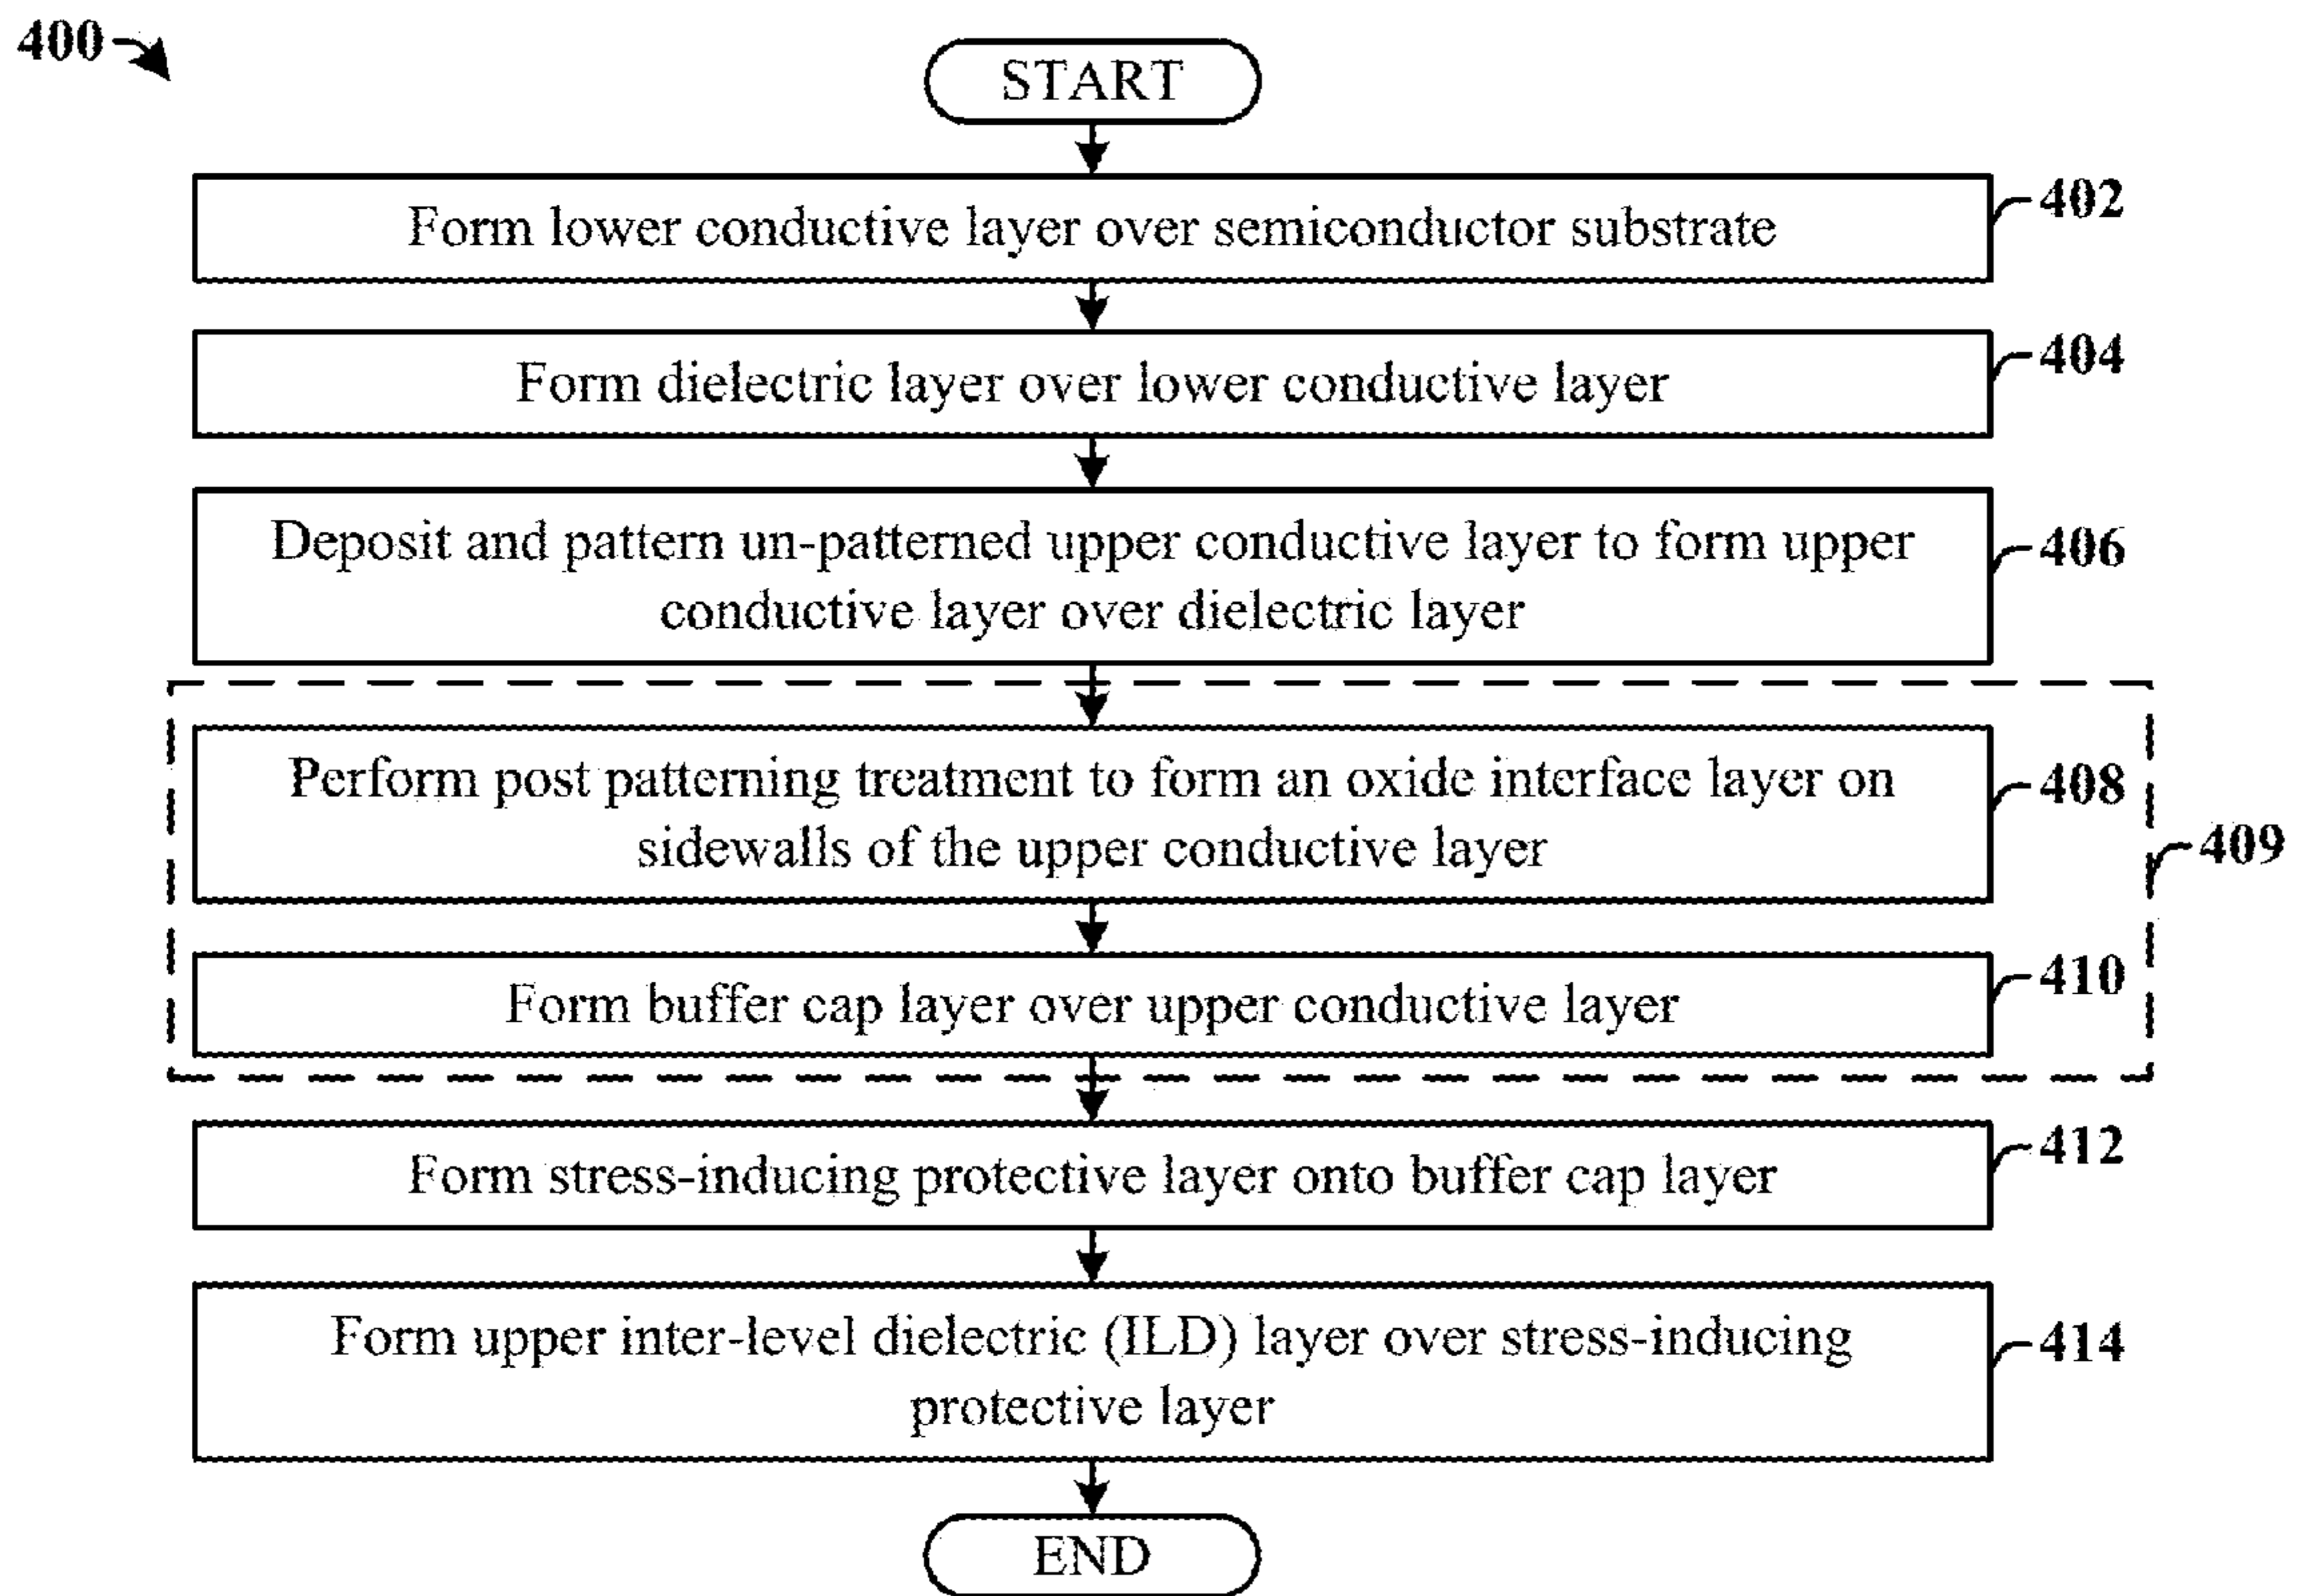 400
START
Form lower conductive layer over semiconductor substrate
402
Form dielectric layer over lower conductive layer
404
Deposit and pattern un-patterned upper conductive layer to form upper
conductive layer over dielectric layer
406
Perform post patterning treatment to form an oxide interface layer on
sidewalls of the upper conductive layer
408
409
Form buffer cap layer over upper conductive layer
410
Form stress-inducing protective layer onto buffer cap layer
412
Form upper inter-level dielectric (ILD) layer over stress-inducing
protective layer
414
END